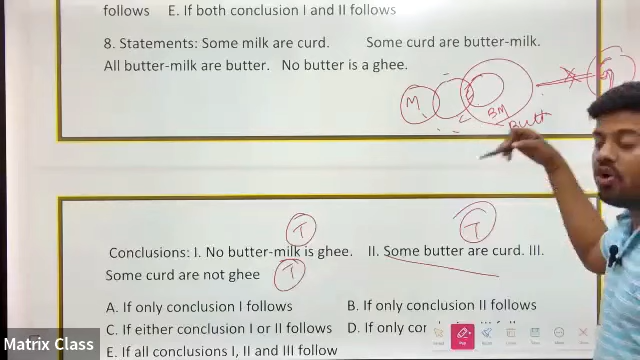 follows E. If both conclusion I and II follows
8. Statements: Some milk are curd. Some curd are butter-milk.
All butter-milk are butter. No butter is a ghee.
M
C
BM
Butt
G
T
T
Conclusions: I. No butter-milk is ghee. II. Some butter are curd. III.
Some curd are not ghee
T
A. If only conclusion I follows B. If only conclusion II follows
C. If either conclusion I or II follows D. If only con
E. If all conclusions I, II and III follow
Matrix Class